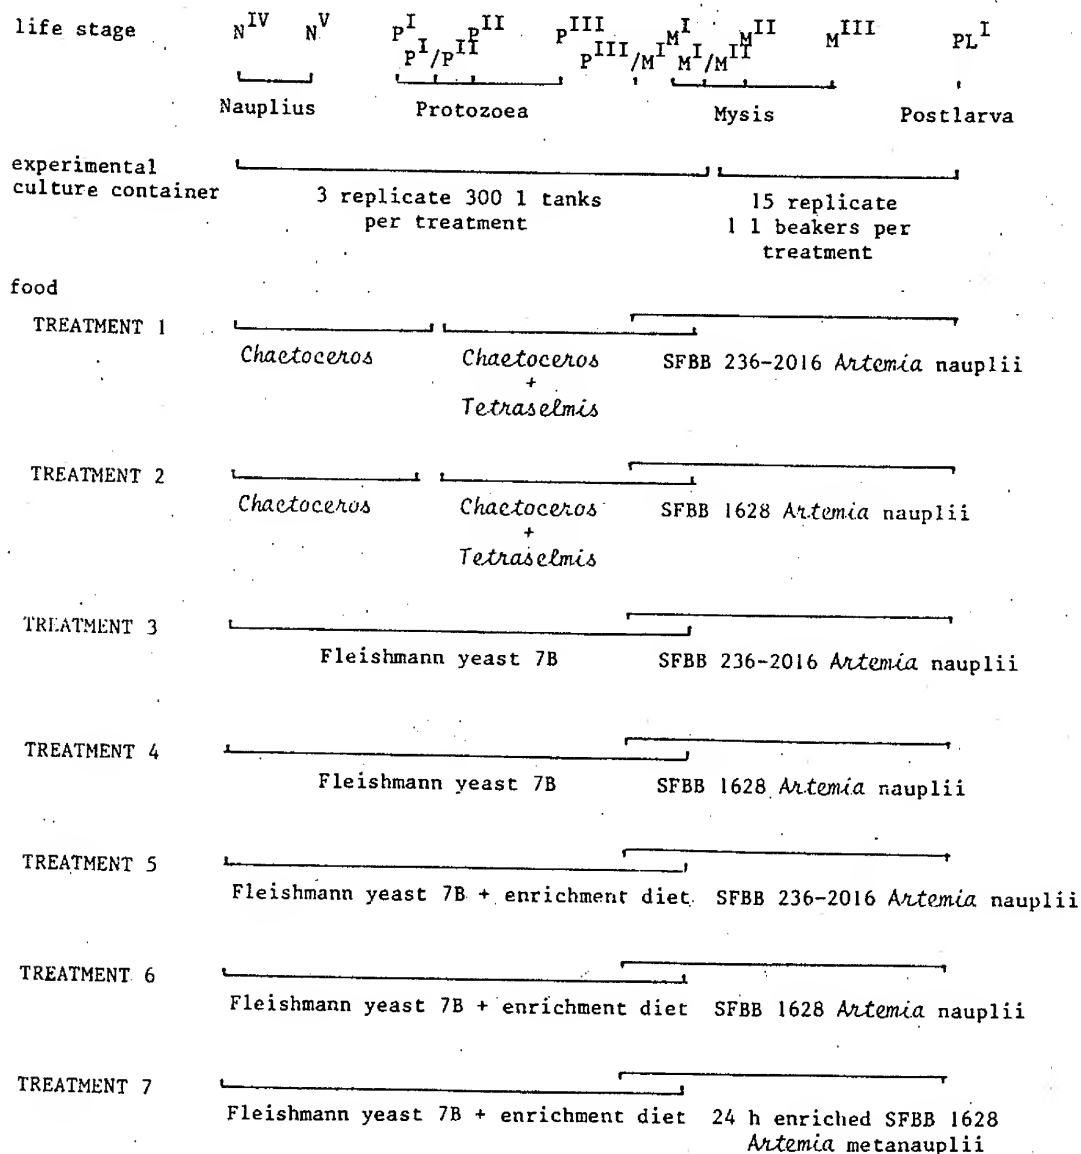 life stage N^IV N^V P^I P^II P^III M^I M^II M^III PL^I
P^I/P^II P^III/M^I M^I/M^II
Nauplius Protozoea Mysis Postlarva
experimental
culture container
3 replicate 300 l tanks
per treatment
15 replicate
1 l beakers per
treatment
food
TREATMENT 1
Chaetoceros
Chaetoceros
+
Tetraselmis
SFBB 236-2016 Artemia nauplii
TREATMENT 2
Chaetoceros
Chaetoceros
+
Tetraselmis
SFBB 1628 Artemia nauplii
TREATMENT 3
Fleishmann yeast 7B SFBB 236-2016 Artemia nauplii
TREATMENT 4
Fleishmann yeast 7B SFBB 1628 Artemia nauplii
TREATMENT 5
Fleishmann yeast 7B + enrichment diet SFBB 236-2016 Artemia nauplii
TREATMENT 6
Fleishmann yeast 7B + enrichment diet SFBB 1628 Artemia nauplii
TREATMENT 7
Fleishmann yeast 7B + enrichment diet 24 h enriched SFBB 1628
Artemia metanauplii